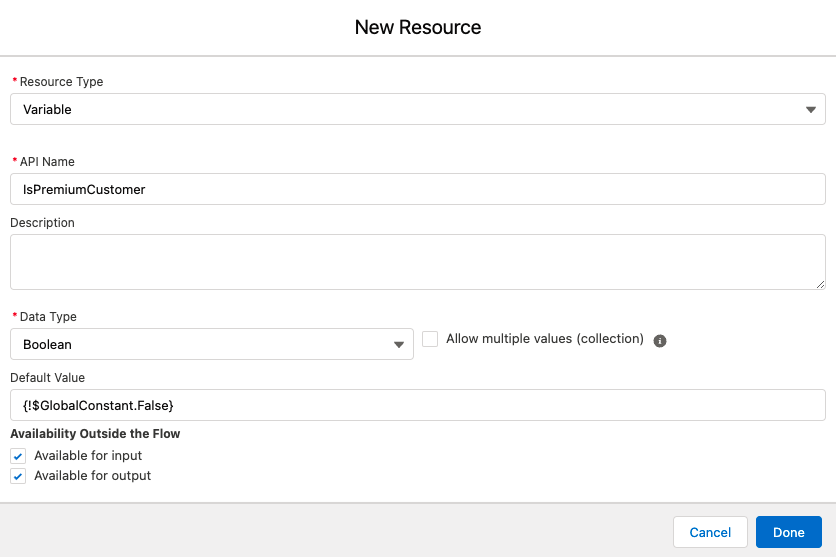 New Resource
* Resource Type
Variable
* API Name
IsPremiumCustomer
Description
* Data Type
Boolean
Allow multiple values (collection)
Default Value
{!$GlobalConstant.False}
Availability Outside the Flow
Available for input
Available for output
Cancel
Done